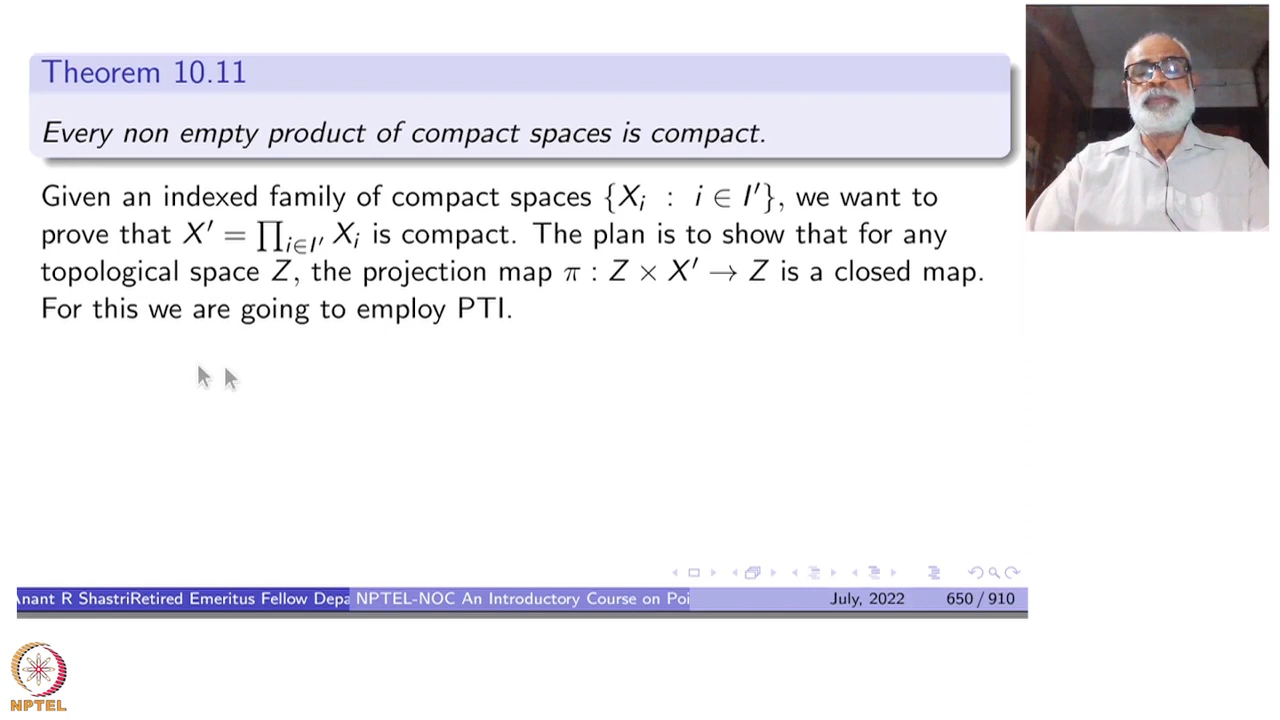 Theorem 10.11
Every non empty product of compact spaces is compact.
Given an indexed family of compact spaces {Xᵢ : i ∈ I′}, we want to
prove that X′ = ∏_{i∈I′} Xᵢ is compact. The plan is to show that for any
topological space Z, the projection map π : Z × X′ → Z is a closed map.
For this we are going to employ PTI.
Anant R ShastriRetired Emeritus Fellow Depa NPTEL-NOC An Introductory Course on Poi July, 2022 650 / 910
NPTEL